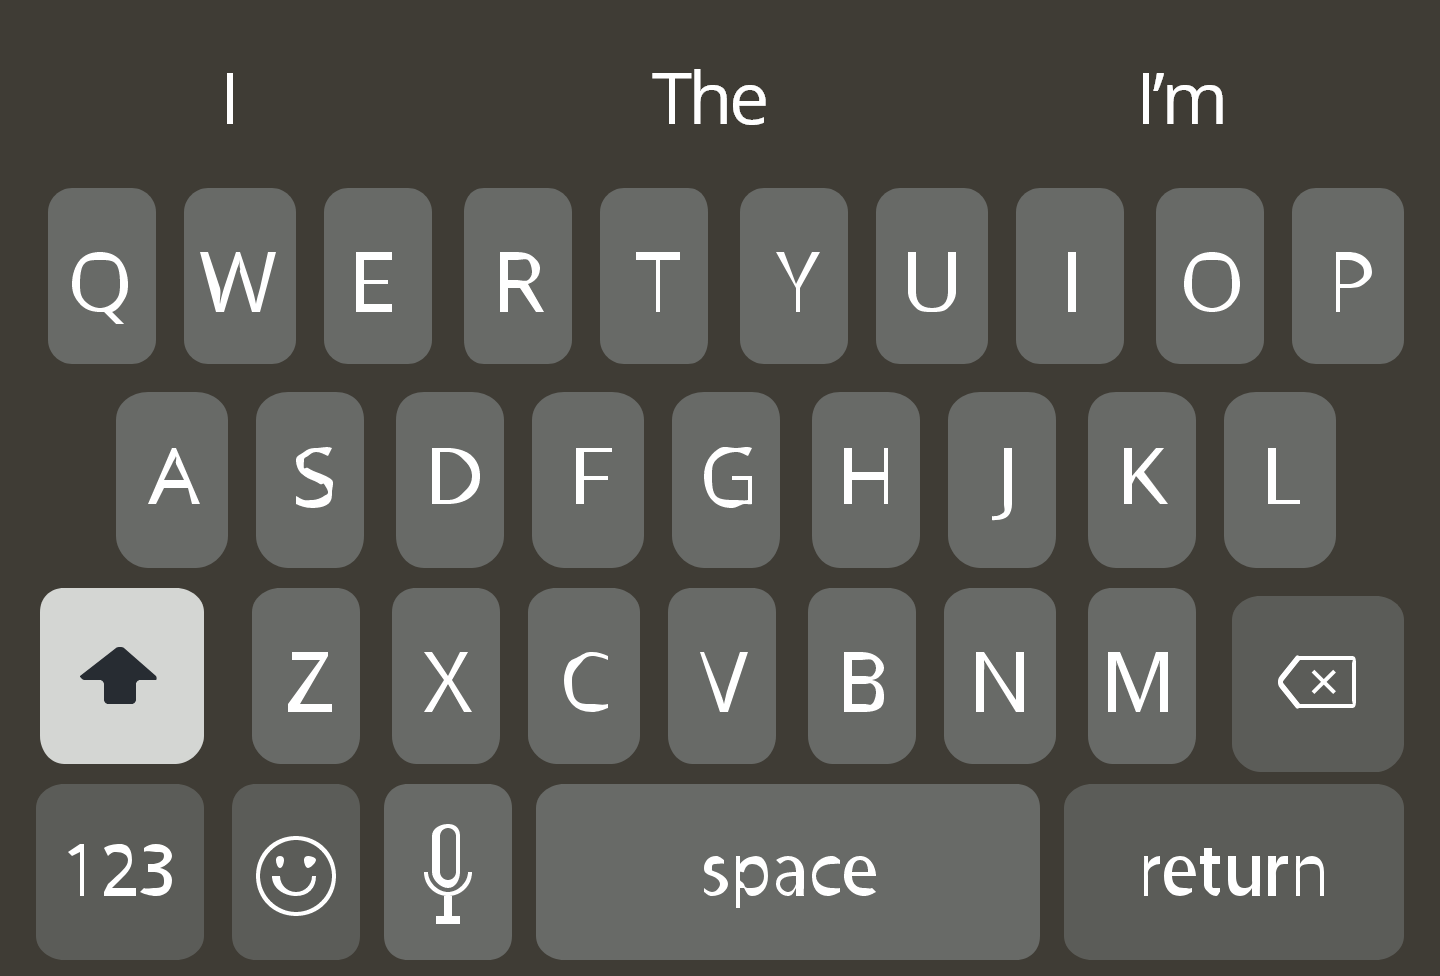 I The I'm
Q W E R T Y U I O P
A S D F G H J K L
Z X C V B N M
123 space return